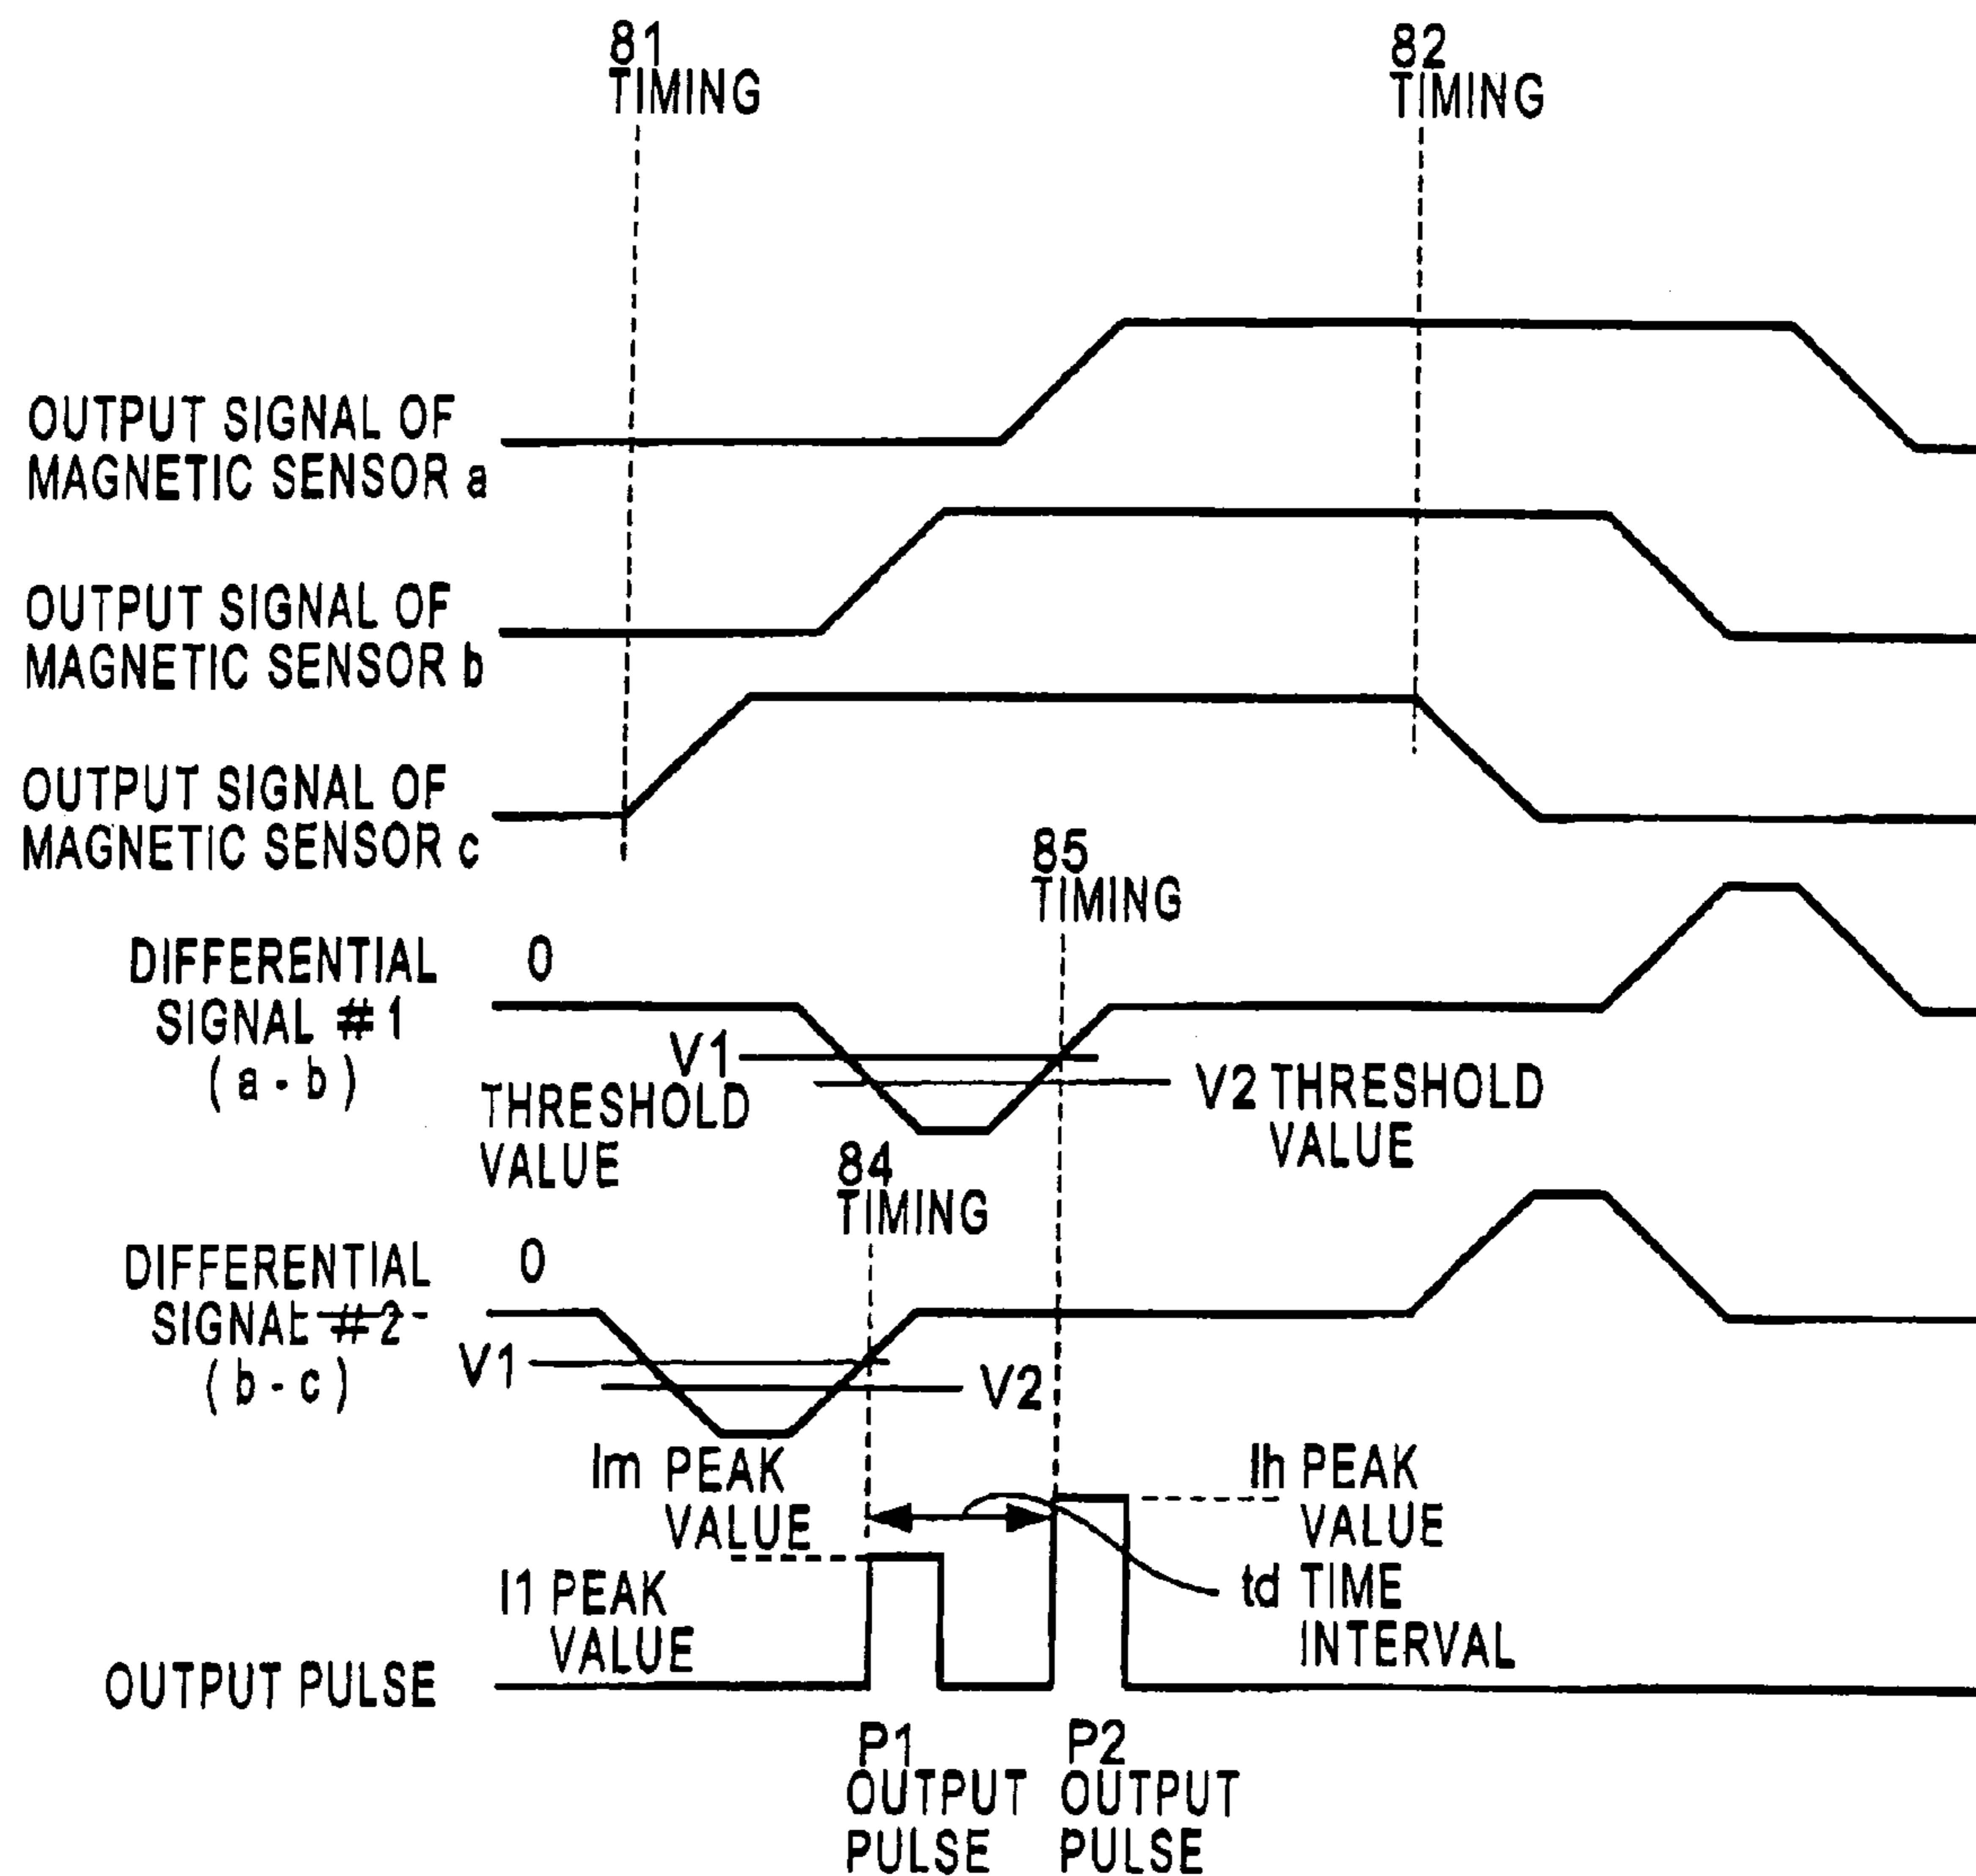 81
TIMING
82
TIMING
OUTPUT SIGNAL OF
MAGNETIC SENSOR a
OUTPUT SIGNAL OF
MAGNETIC SENSOR b
OUTPUT SIGNAL OF
MAGNETIC SENSOR c
85
TIMING
DIFFERENTIAL
SIGNAL #1
(a-b)
0
V1
THRESHOLD
VALUE
V2 THRESHOLD
VALUE
84
TIMING
DIFFERENTIAL
SIGNAL #2
(b-c)
0
V1
V2
Im PEAK
VALUE
Ih PEAK
VALUE
I1 PEAK
VALUE
td TIME
INTERVAL
OUTPUT PULSE
P1
OUTPUT
PULSE
P2
OUTPUT
PULSE